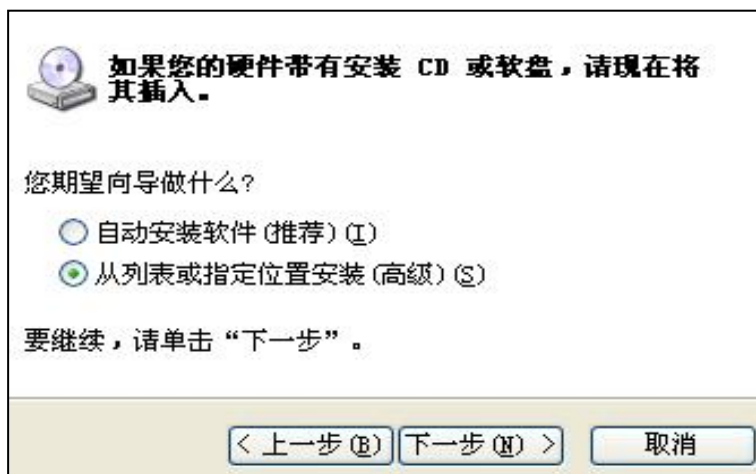 如果您的硬件带有安装 CD 或软盘，请现在将
其插入。
您期望向导做什么?
自动安装软件(推荐)(I)
从列表或指定位置安装(高级)(S)
要继续，请单击“下一步”。
< 上一步(B) 下一步(N) > 取消